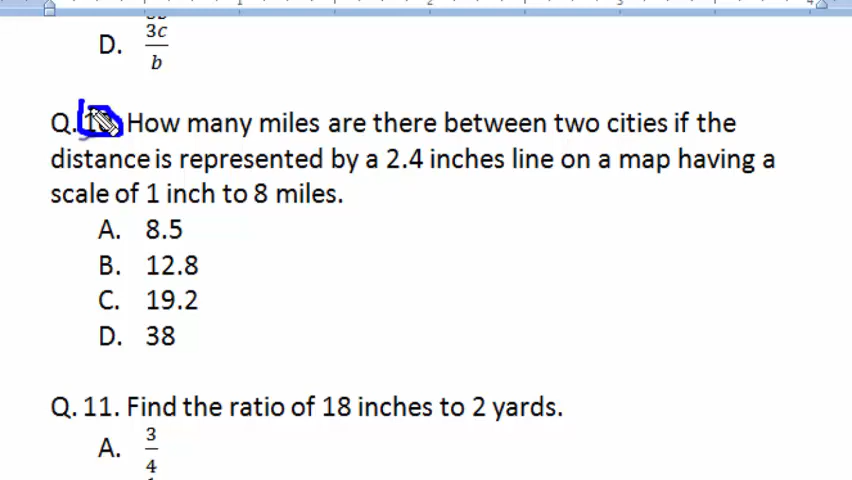 D. 3c
b
Q. How many miles are there between two cities if the
distance is represented by a 2.4 inches line on a map having a
scale of 1 inch to 8 miles.
A. 8.5
B. 12.8
C. 19.2
D. 38
Q. 11. Find the ratio of 18 inches to 2 yards.
A. 3
4